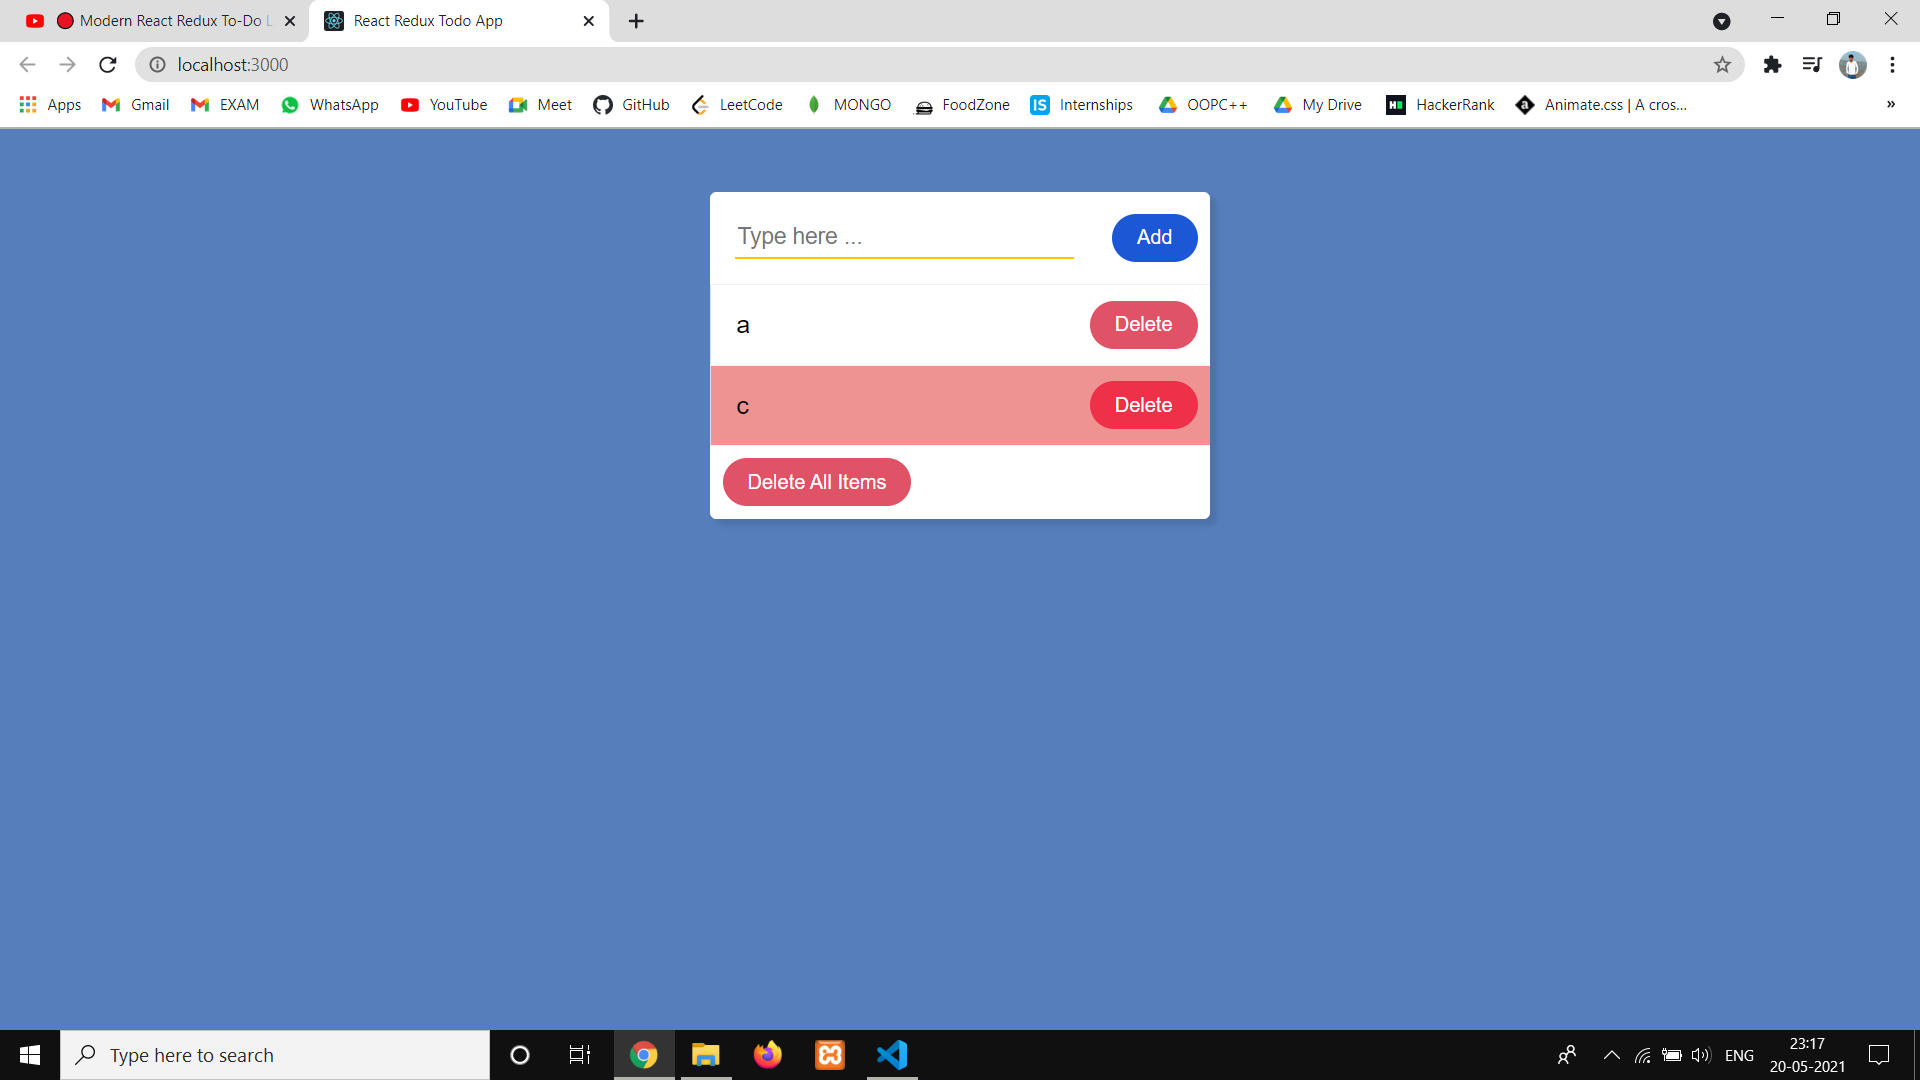 Modern React Redux To-Do L
React Redux Todo App
localhost:3000
Apps
Gmail
EXAM
WhatsApp
YouTube
Meet
GitHub
LeetCode
MONGO
FoodZone
IS
Internships
OOPC++
My Drive
HackerRank
Animate.css | A cros...
»
Type here ...
Add
a
Delete
c
Delete
Delete All Items
Type here to search
ENG
23:17
20-05-2021